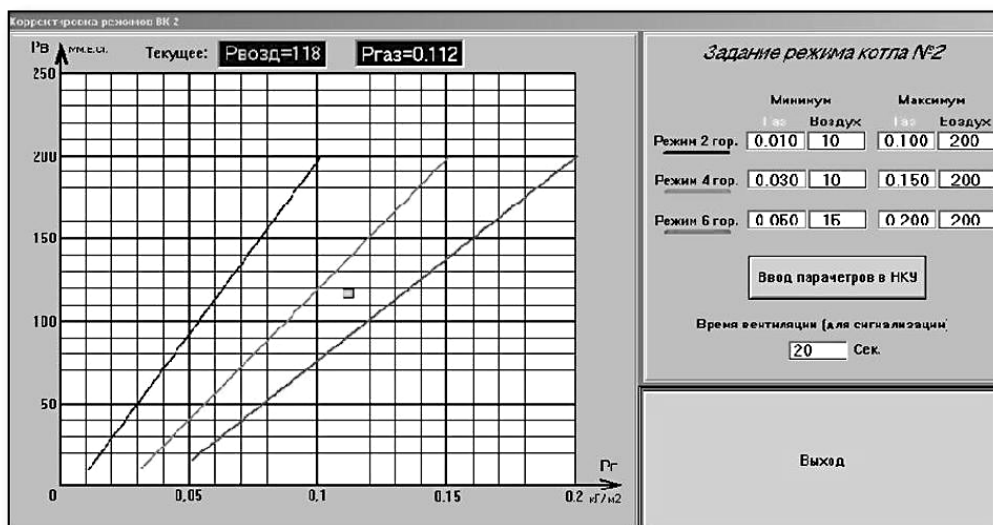 Корректировка режимов ВК 2
Рв мм.в.ст. Текущее: Рвозд=118 Ргаз=0.112
250
200
150
100
50
0 0,05 0.1 0.15 0.2
Рг
кГ/м2
Задание режима котла №2
Минимум Максимум
Газ Воздух Газ Воздух
Режим 2 гор. 0.010 10 0.100 200
Режим 4 гор. 0.030 10 0.150 200
Режим 6 гор. 0.050 15 0.200 200
Ввод параметров в НКУ
Время вентиляции (для сигнализации)
20 Сек.
Выход